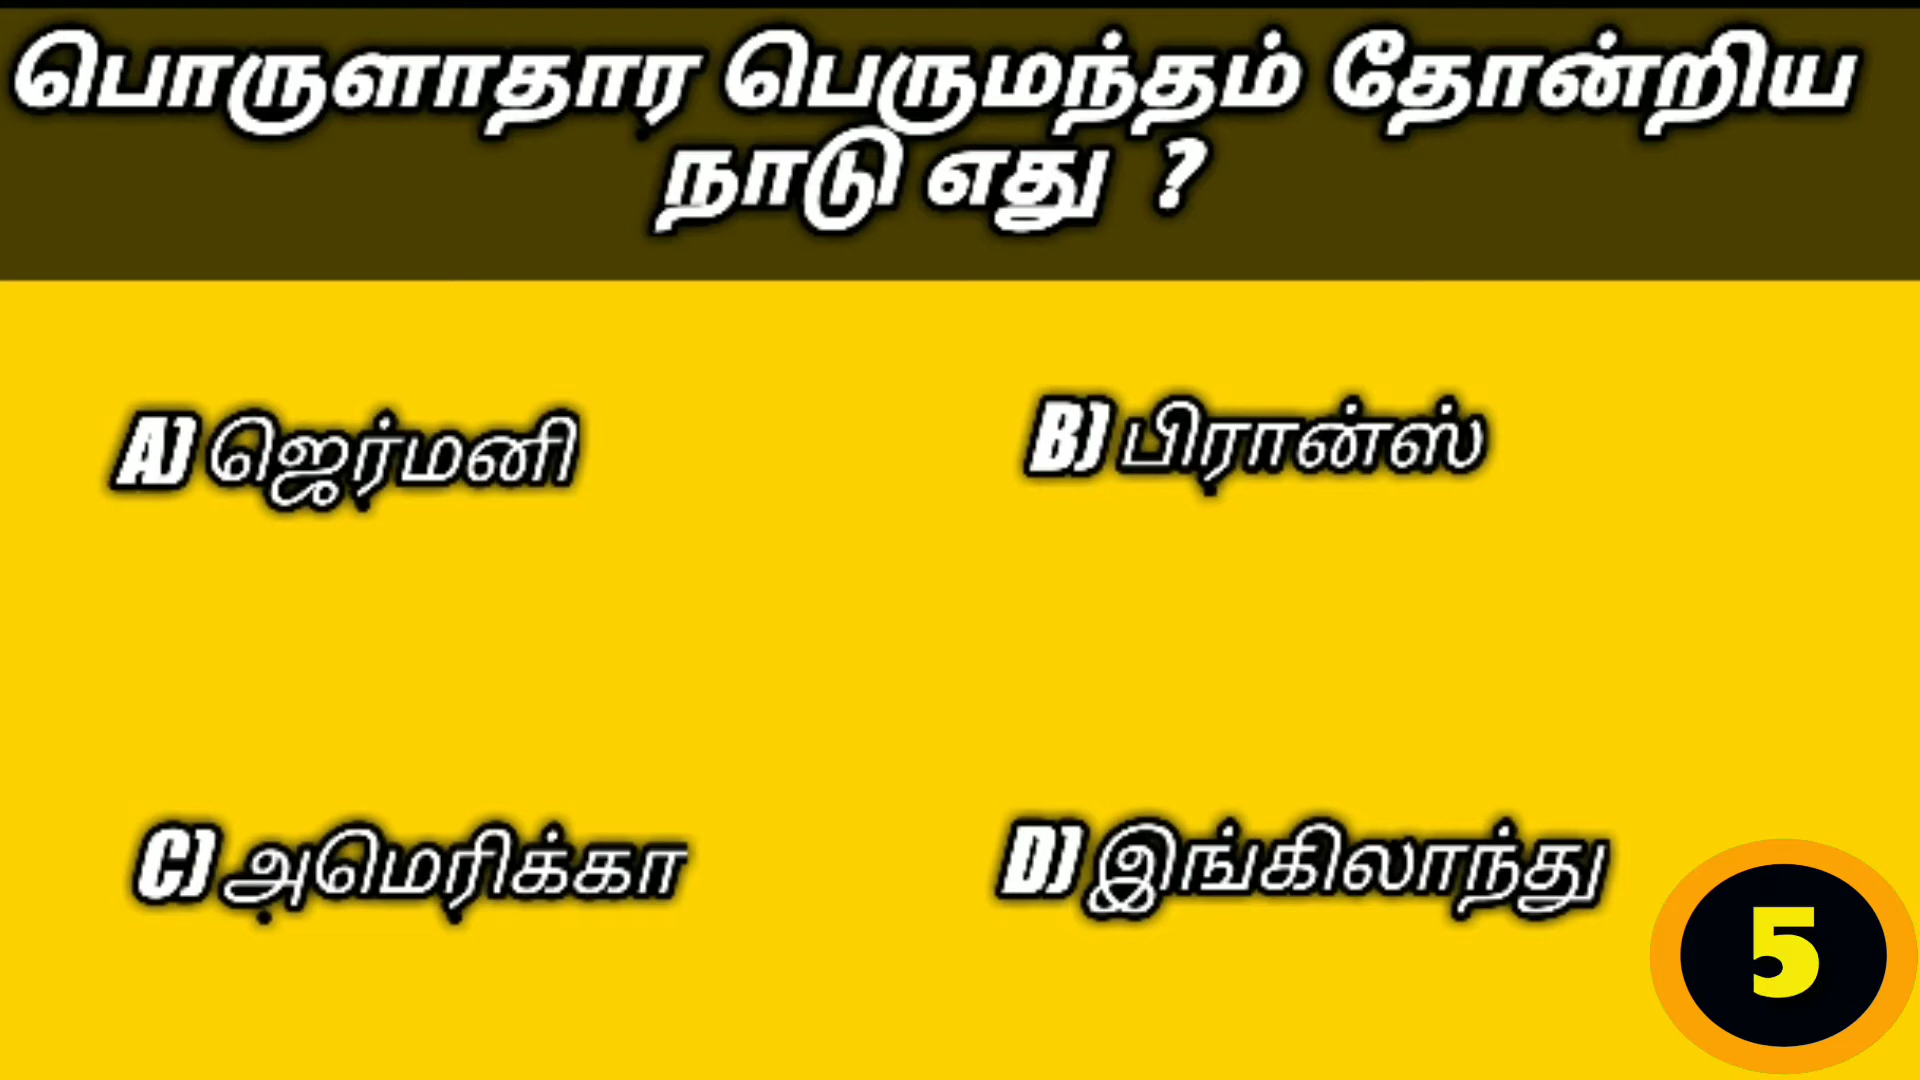 பொருளாதார பெருமந்தம் தோன்றிய
நாடு எது ?
A) ஜெர்மனி
B) பிரான்ஸ்
C) அமெரிக்கா
D) இங்கிலாந்து
5